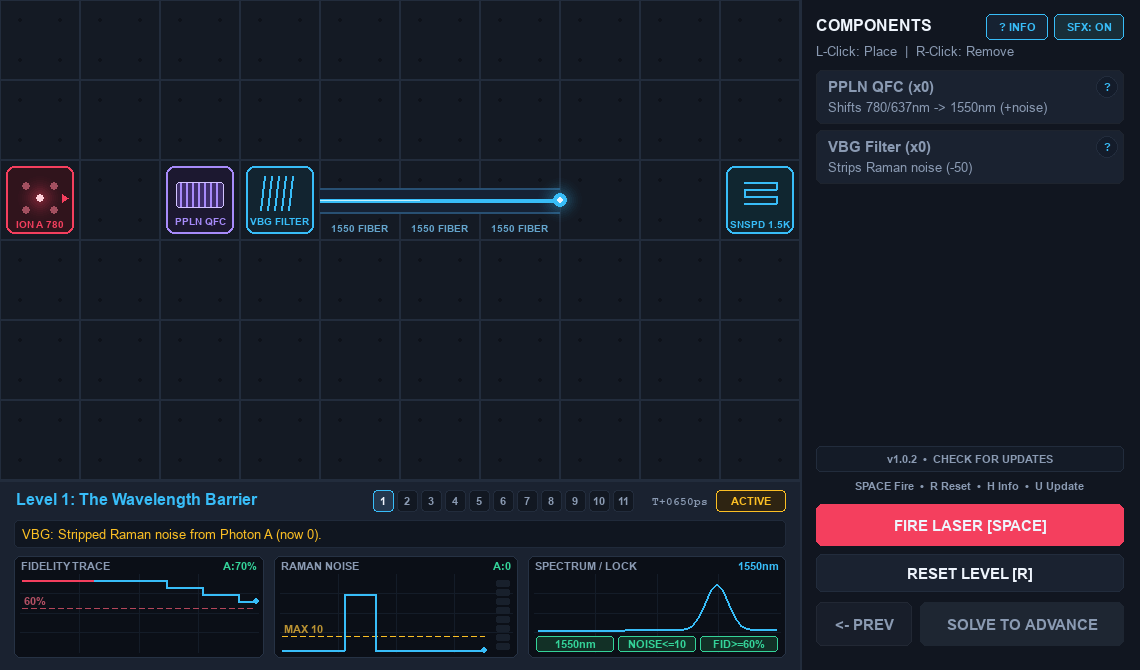 COMPONENTS
? INFO
SFX: ON
L-Click: Place | R-Click: Remove
PPLN QFC (x0)
?
Shifts 780/637nm -> 1550nm (+noise)
VBG Filter (x0)
?
Strips Raman noise (-50)
ION A 780
PPLN QFC
VBG FILTER
1550 FIBER
1550 FIBER
1550 FIBER
SNSPD 1.5K
v1.0.2 • CHECK FOR UPDATES
SPACE Fire • R Reset • H Info • U Update
FIRE LASER [SPACE]
RESET LEVEL [R]
<- PREV
SOLVE TO ADVANCE
Level 1: The Wavelength Barrier
1 2 3 4 5 6 7 8 9 10 11
T+0650ps
ACTIVE
VBG: Stripped Raman noise from Photon A (now 0).
FIDELITY TRACE
A:70%
60%
RAMAN NOISE
A:0
MAX 10
SPECTRUM / LOCK
1550nm
1550nm
NOISE<=10
FID>=60%